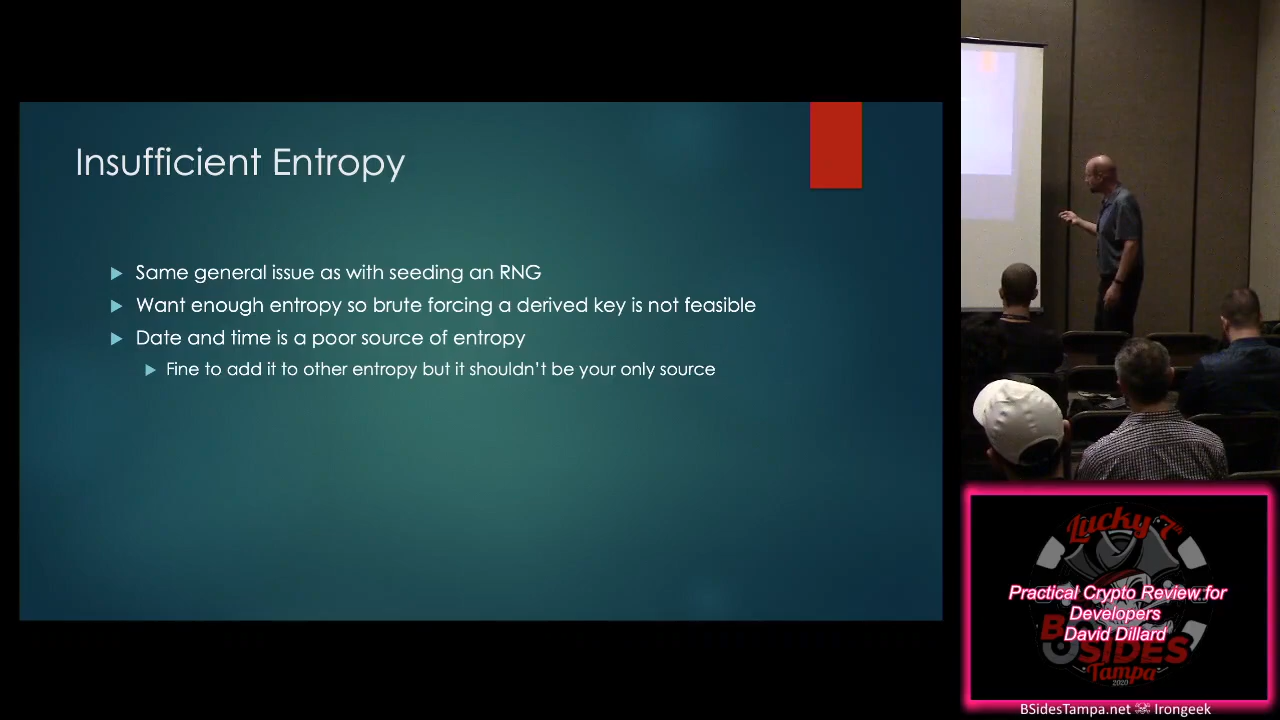 Insufficient Entropy
Same general issue as with seeding an RNG
Want enough entropy so brute forcing a derived key is not feasible
Date and time is a poor source of entropy
Fine to add it to other entropy but it shouldn't be your only source
Lucky 7th
Practical Crypto Review for
Developers
David Dillard
BSIDES
Tampa
2020
BSidesTampa.net Irongeek